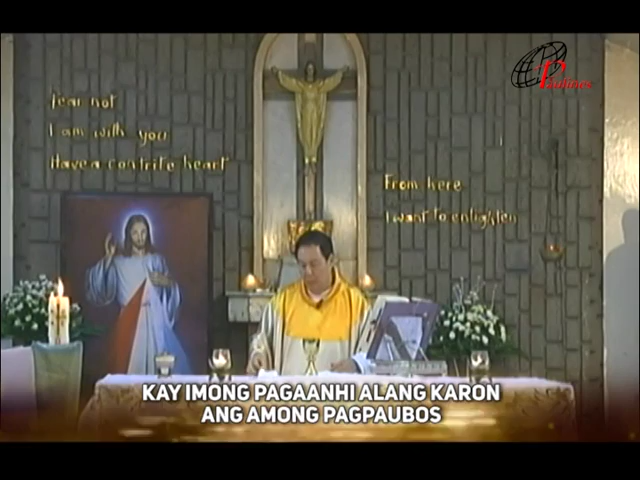 Paulines
Fear not
I am with you
Have a contrite heart
From here
I want to enlighten
KAY IMONG PAGAANHI ALANG KARON
ANG AMONG PAGPAUBOS